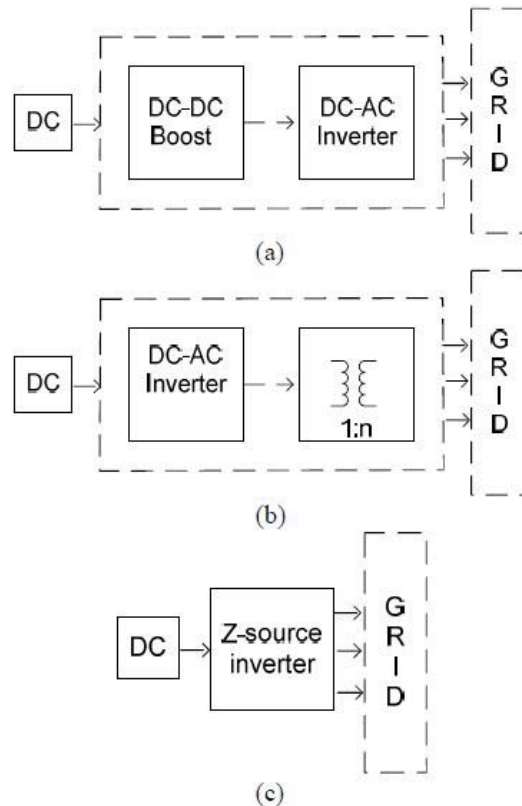 DC
DC-DC
Boost
DC-AC
Inverter
G
R
I
D
(a)
DC
DC-AC
Inverter
1:n
G
R
I
D
(b)
DC
Z-source
inverter
G
R
I
D
(c)